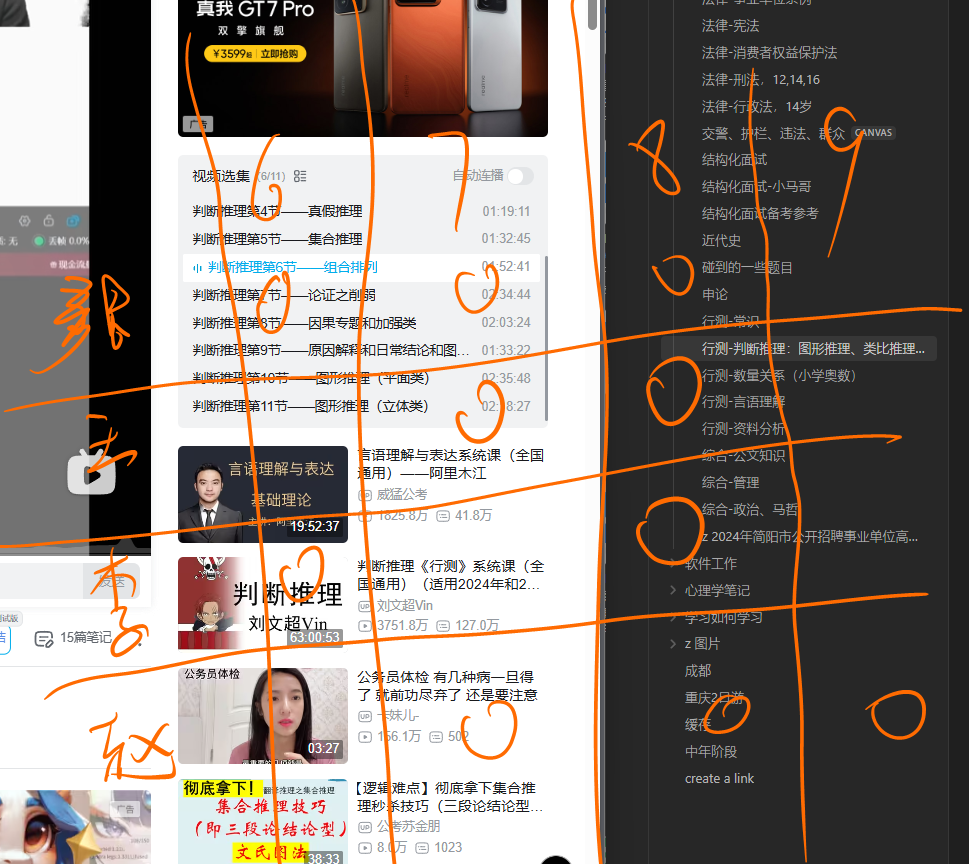 真我 GT7 Pro
双擎旗舰
¥3599起 立即抢购
realme
广告
视频选集 (6/11)
自动连播
判断推理第4节——真假推理 01:19:11
判断推理第5节——集合推理 01:32:45
判断推理第6节——组合排列 01:52:41
判断推理第7节——论证之削弱 02:34:44
判断推理第8节——因果专题和加强类 02:03:24
判断推理第9节——原因解释和日常结论和图… 01:33:22
判断推理第10节——图形推理（平面类） 02:35:48
判断推理第11节——图形推理（立体类）
言语理解与表达
基础理论
19:52:37
言语理解与表达系统课（全国
通用）——阿里木江
威猛公考
1825.8万 41.8万
判断推理
刘文超Vin
63:00:53
判断推理《行测》系统课（全
国通用）（适用2024年和2…
刘文超Vin
3751.8万 127.0万
公务员体检
03:27
公务员体检 有几种病一旦得
了 就前功尽弃了 还是要注意
卡妹儿-
156.1万 502
彻底拿下!
翻译推理之集合推理
集合推理技巧
（即三段论结论型）
文氏图法
38:33
【逻辑难点】彻底拿下集合推
理秒杀技巧（三段论结论型…
公考苏金朋
8.0万 1023
丢帧 0.0%
发送
测试版
15篇笔记
广告
6 7 8 9
李
赵
法律-事业单位条例
法律-宪法
法律-消费者权益保护法
法律-刑法，12,14,16
法律-行政法，14岁
交警、护栏、违法、群众 CANVAS
结构化面试
结构化面试-小马哥
结构化面试备考参考
近代史
碰到的一些题目
申论
行测-常识
行测-判断推理：图形推理、类比推理...
行测-数量关系（小学奥数）
行测-言语理解
行测-资料分析
综合-公文知识
综合-管理
综合-政治、马哲
z 2024年简阳市公开招聘事业单位高...
软件工作
心理学笔记
学习如何学习
z 图片
成都
重庆2日游
缓存
中年阶段
create a link